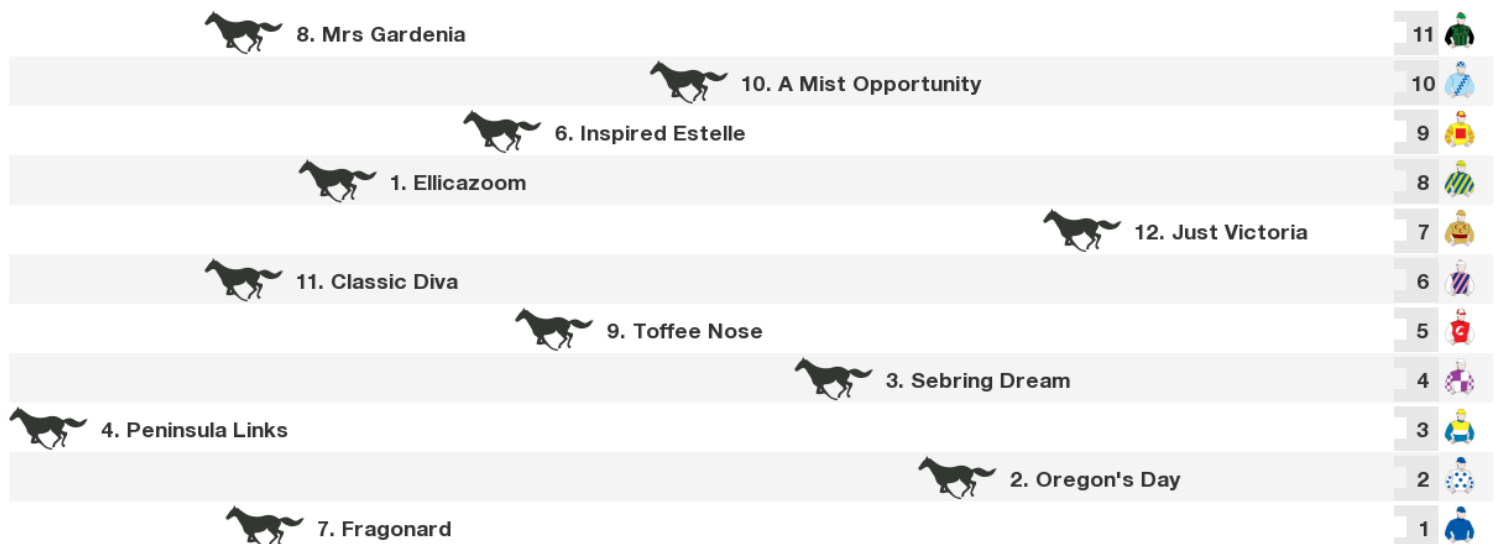 8. Mrs Gardenia 11
10. A Mist Opportunity 10
6. Inspired Estelle 9
1. Ellicazoom 8
12. Just Victoria 7
11. Classic Diva 6
9. Toffee Nose 5
3. Sebring Dream 4
4. Peninsula Links 3
2. Oregon's Day 2
7. Fragonard 1